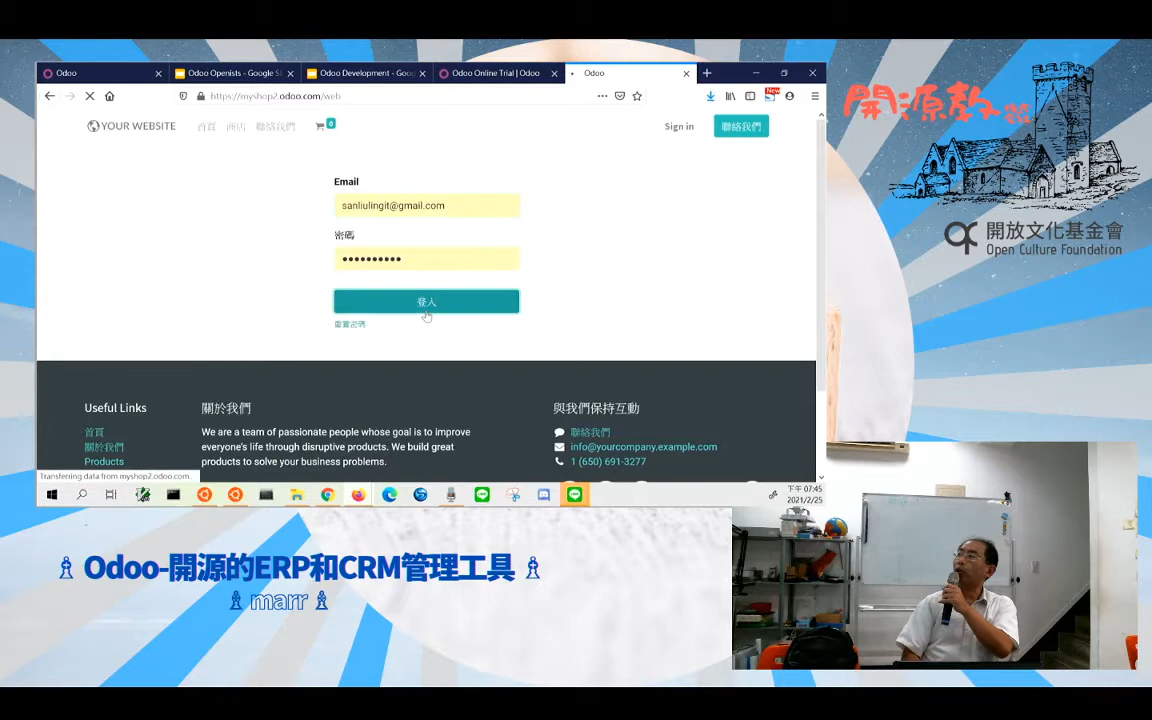 Odoo
Odoo Openists - Google Sl
Odoo Development - Goo
Odoo Online Trial | Odoo
Odoo
https://myshop2.odoo.com/web
New
YOUR WEBSITE
首頁
商店
聯絡我們
0
Sign in
聯絡我們
Email
sanliulingit@gmail.com
密碼
登入
重置密碼
Useful Links
首頁
關於我們
Products
關於我們
We are a team of passionate people whose goal is to improve
everyone's life through disruptive products. We build great
products to solve your business problems.
與我們保持互動
聯絡我們
info@yourcompany.example.com
1 (650) 691-3277
Transferring data from myshop2.odoo.com...
下午 07:45
2021/2/25
開源教
開放文化基金會
Open Culture Foundation
Odoo-開源的ERP和CRM管理工具
marr